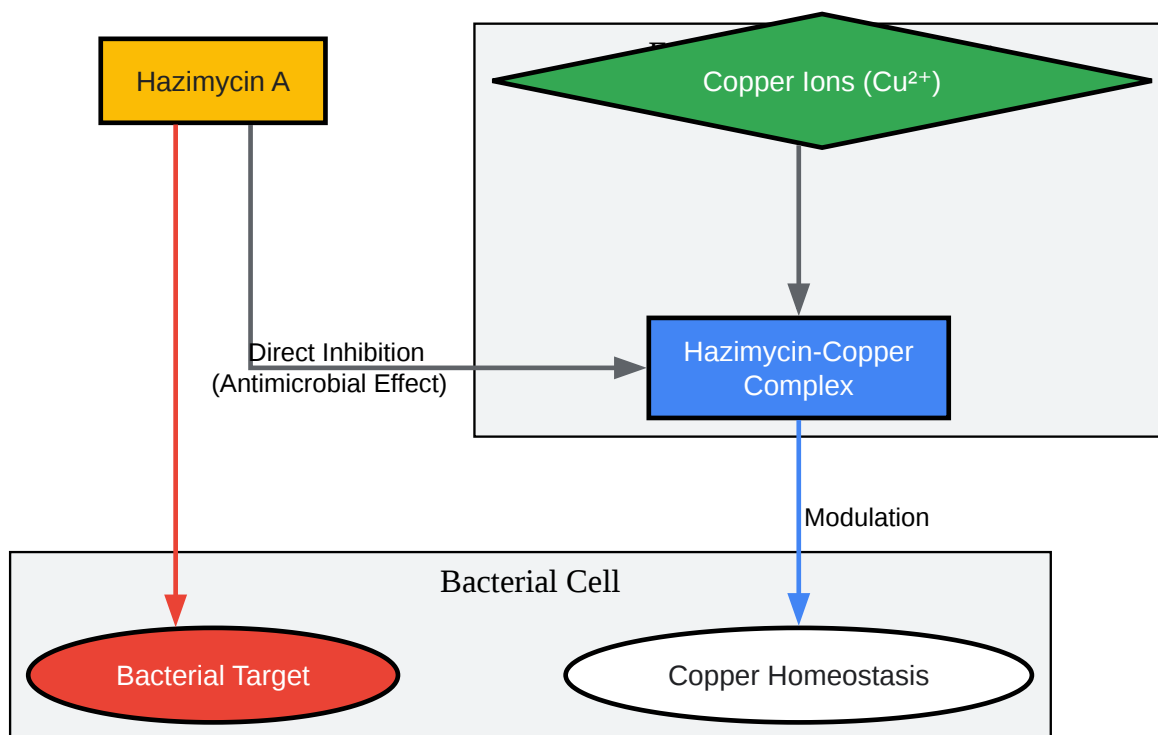 Hazimycin A
Copper Ions (Cu²⁺)
Hazimycin-Copper
Complex
Direct Inhibition
(Antimicrobial Effect)
Modulation
Bacterial Cell
Bacterial Target
Copper Homeostasis